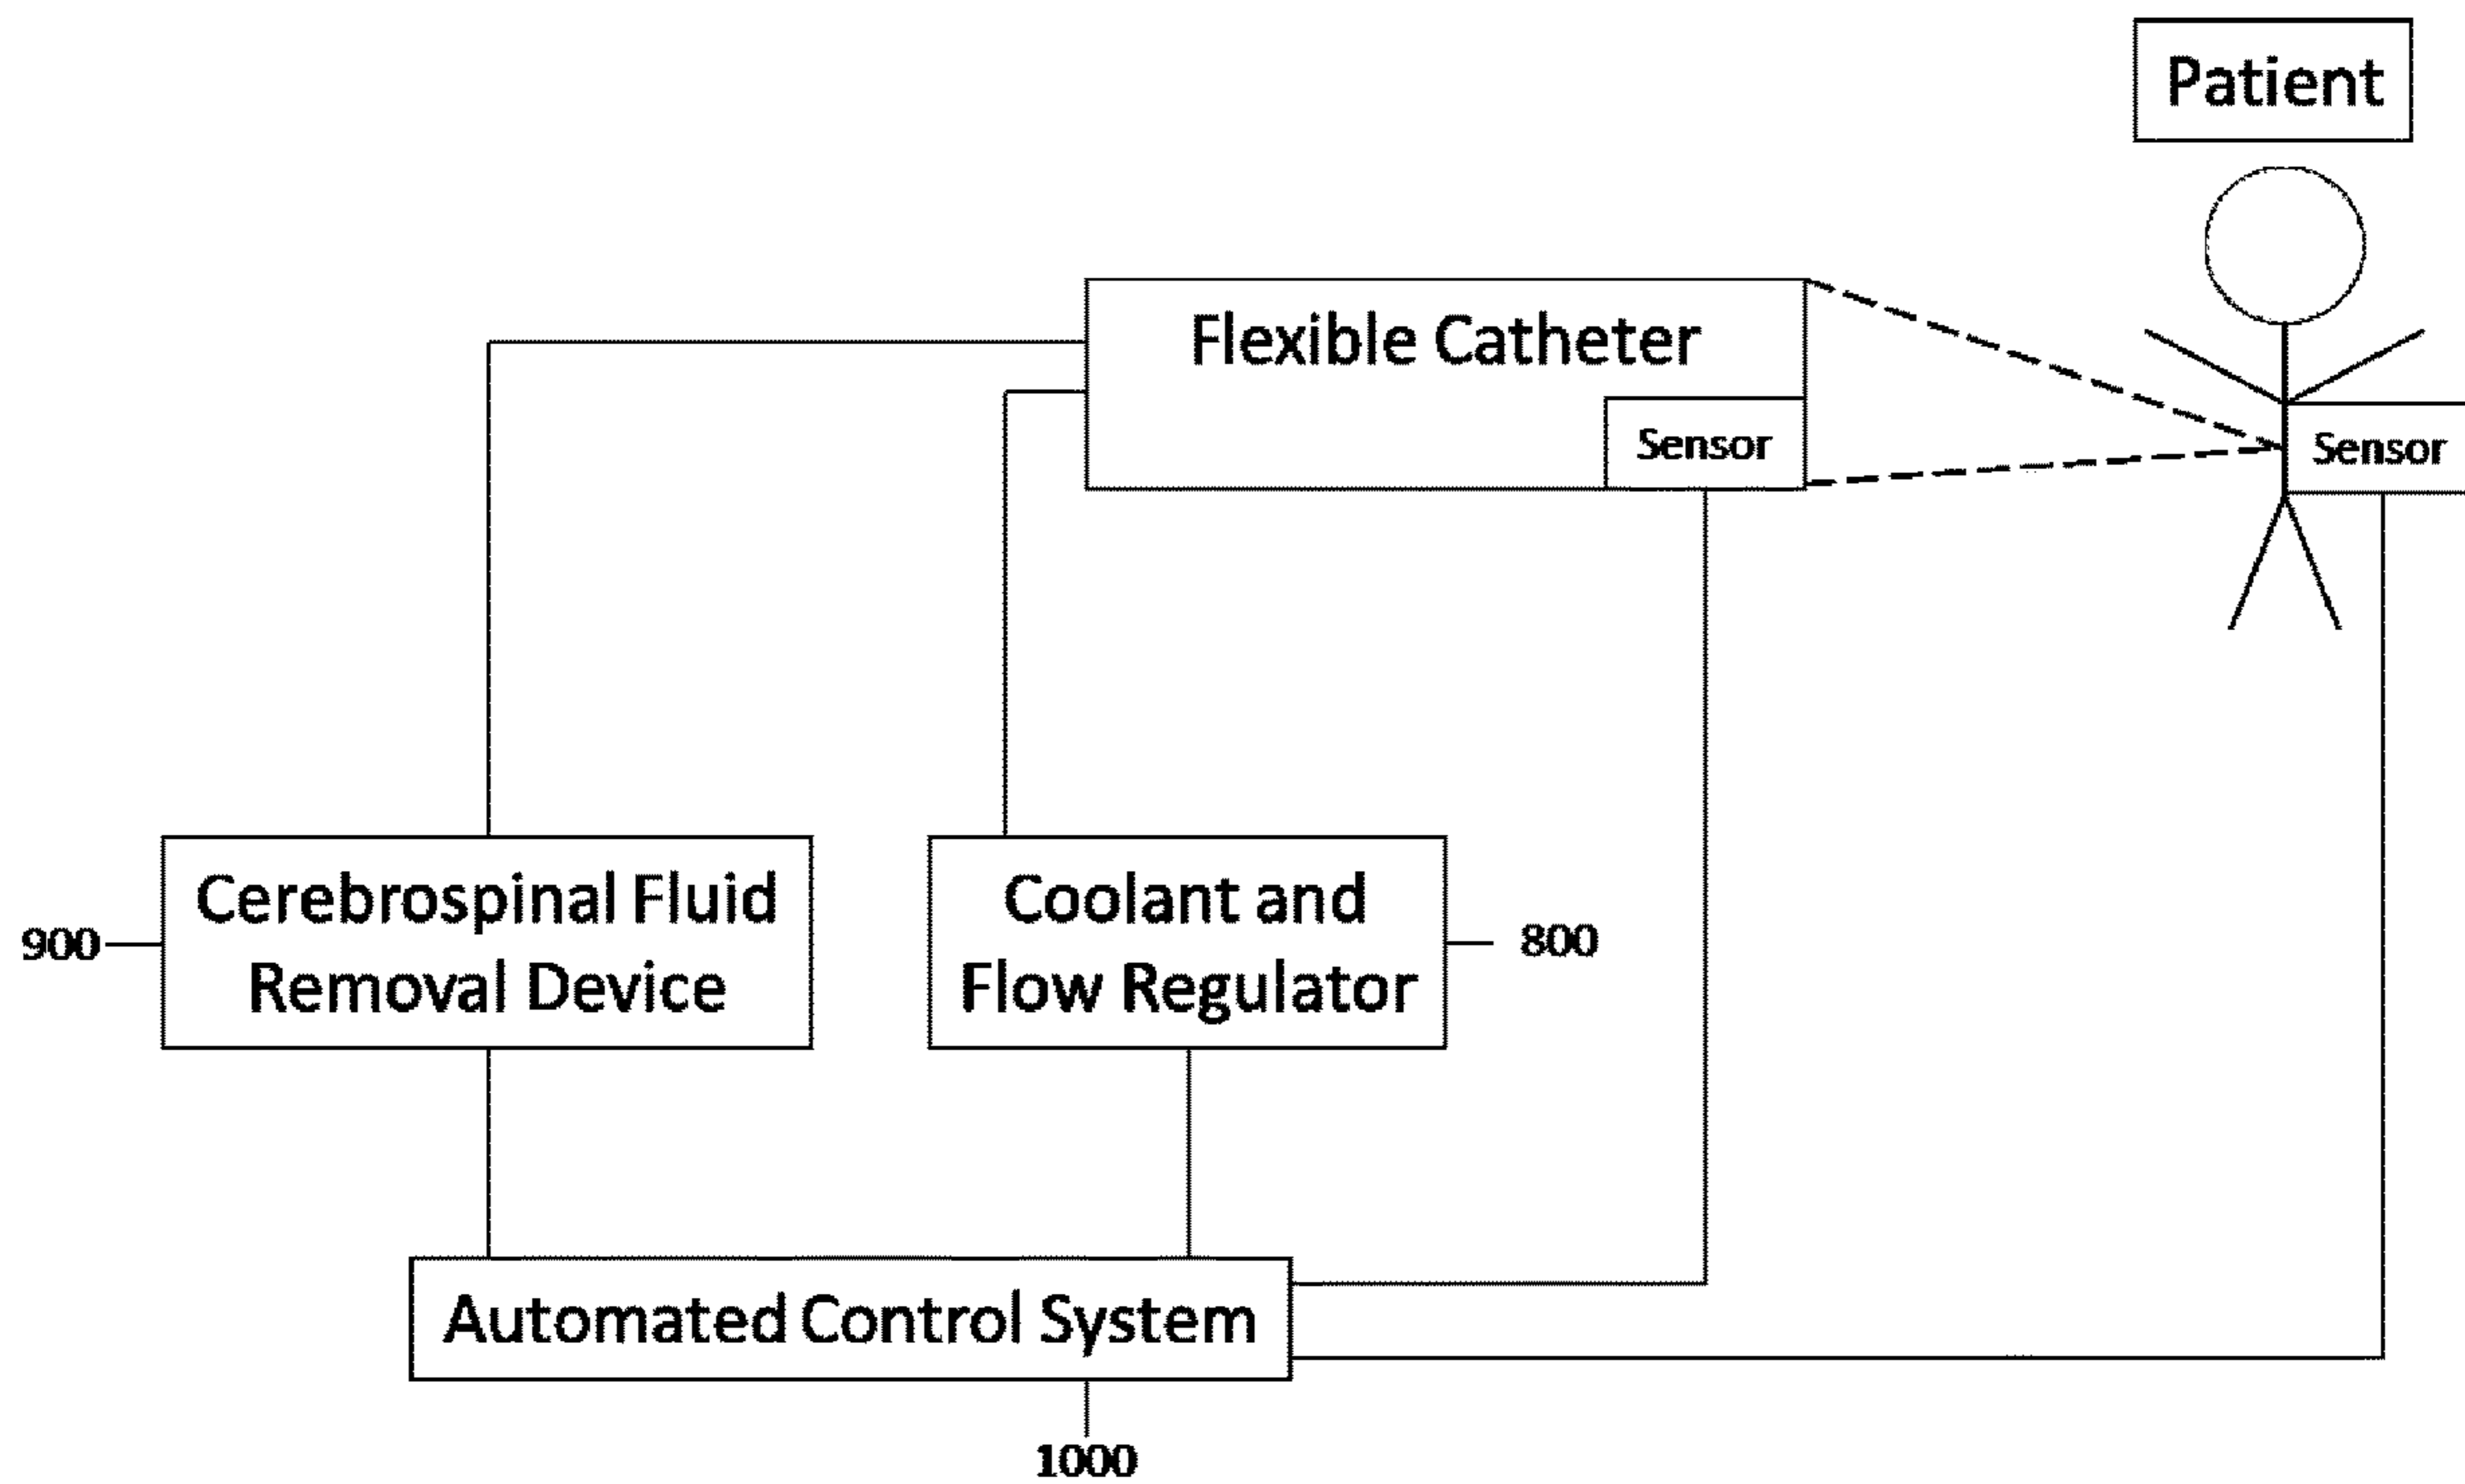 Patient
Flexible Catheter
Sensor
Sensor
Cerebrospinal Fluid
Removal Device
900
Coolant and
Flow Regulator
800
Automated Control System
1000